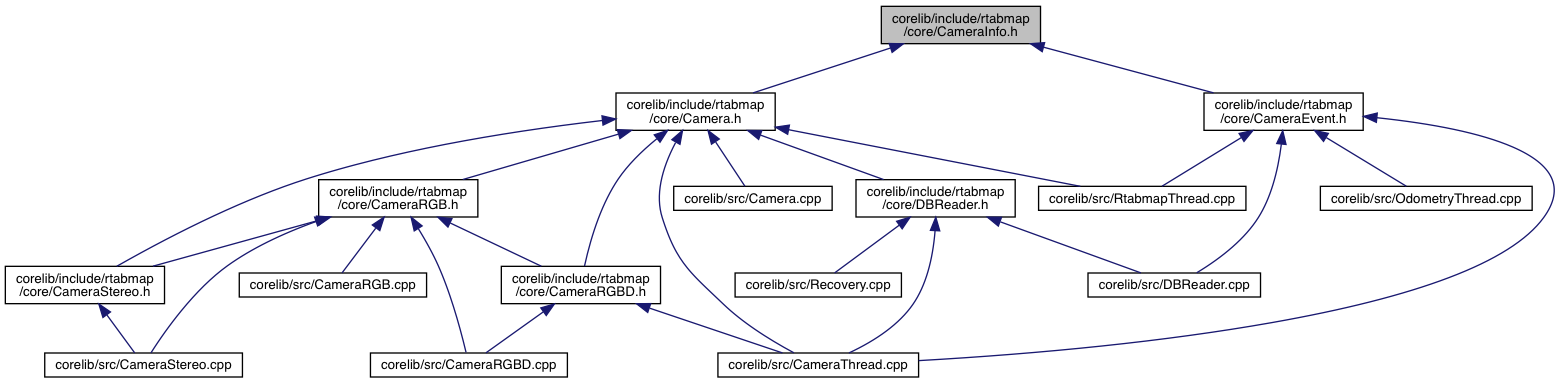 corelib/include/rtabmap
/core/CameraInfo.h
corelib/include/rtabmap
/core/Camera.h
corelib/include/rtabmap
/core/CameraEvent.h
corelib/include/rtabmap
/core/CameraRGB.h
corelib/src/Camera.cpp
corelib/include/rtabmap
/core/DBReader.h
corelib/src/RtabmapThread.cpp
corelib/src/OdometryThread.cpp
corelib/include/rtabmap
/core/CameraStereo.h
corelib/src/CameraRGB.cpp
corelib/include/rtabmap
/core/CameraRGBD.h
corelib/src/Recovery.cpp
corelib/src/DBReader.cpp
corelib/src/CameraStereo.cpp
corelib/src/CameraRGBD.cpp
corelib/src/CameraThread.cpp